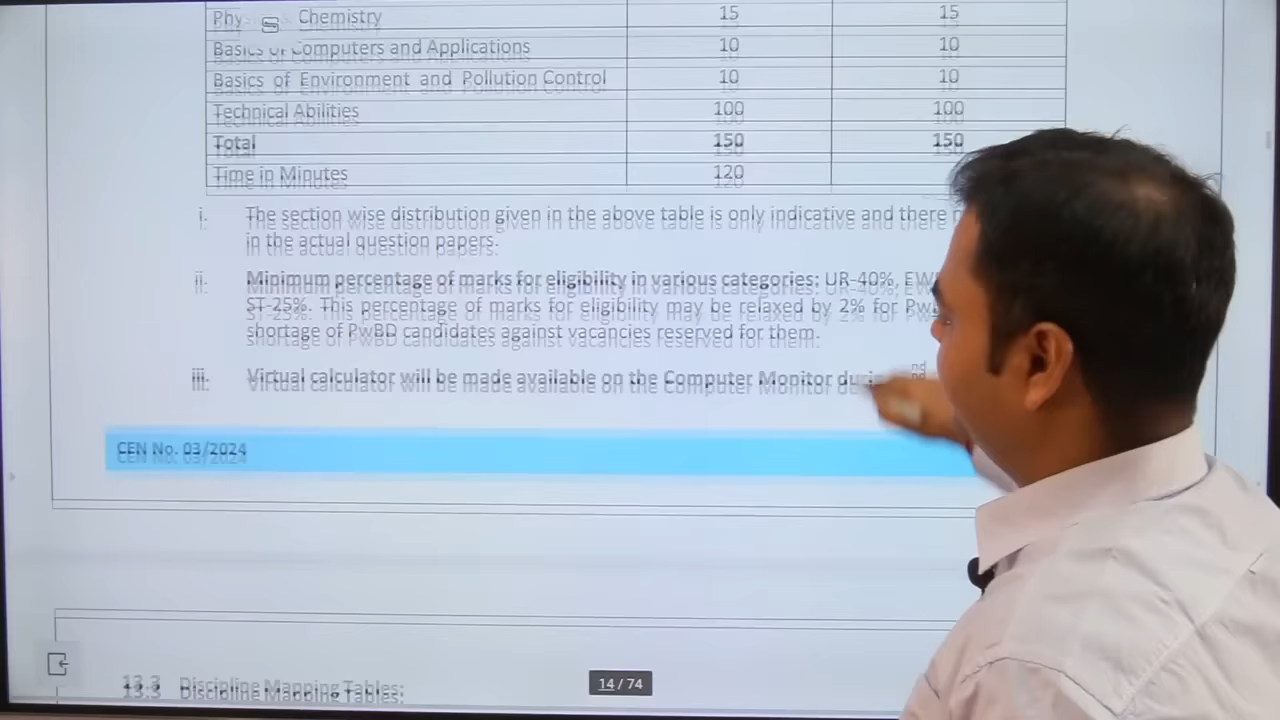 Chemistry 15 15
Basics of Computers and Applications 10 10
Basics of Environment and Pollution Control 10 10
Technical Abilities 100 100
Total 150 150
Time in Minutes 120
i. The section wise distribution given in the above table is only indicative and there
in the actual question papers.
ii. Minimum percentage of marks for eligibility in various categories: UR-40%,
ST-25%. This percentage of marks for eligibility may be relaxed by 2% for
shortage of PwBD candidates against vacancies reserved for them.
iii. Virtual calculator will be made available on the Computer Monitor nd
CEN No. 03/2024
13.3 Discipline Mapping Tables:
14 / 74